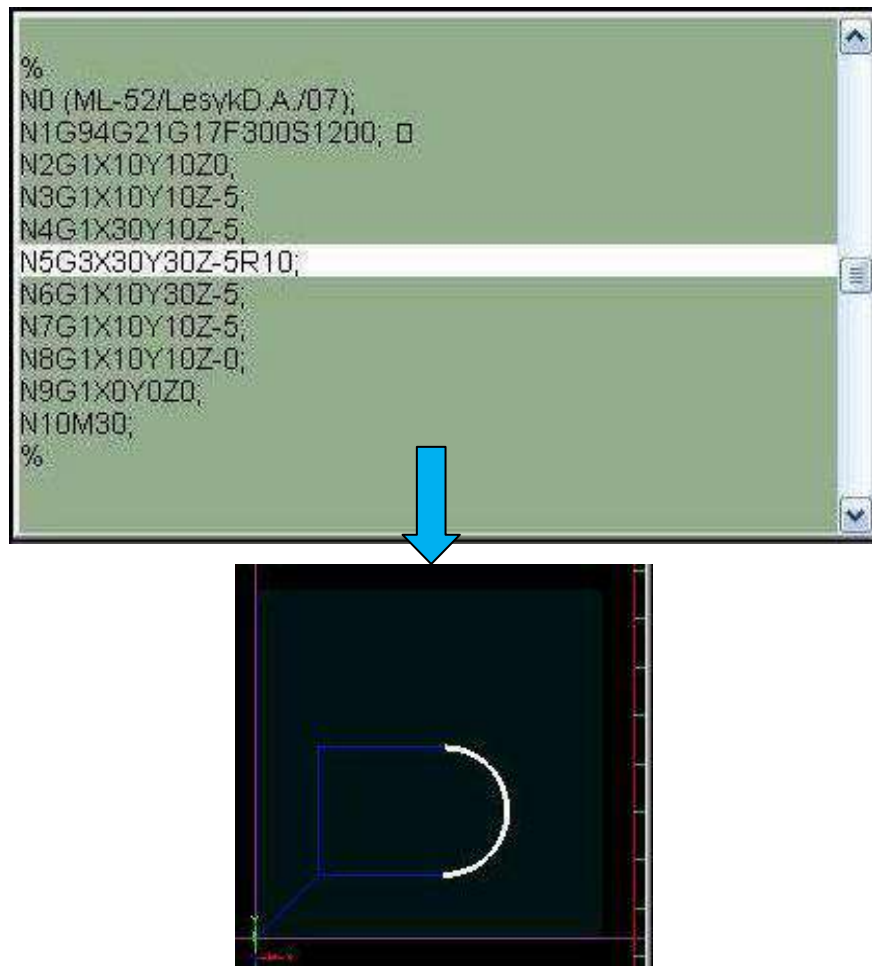 %
N0 (ML-52/LesykD.A./07);
N1G94G21G17F300S1200; □
N2G1X10Y10Z0;
N3G1X10Y10Z-5;
N4G1X30Y10Z-5;
N5G3X30Y30Z-5R10;
N6G1X10Y30Z-5;
N7G1X10Y10Z-5;
N8G1X10Y10Z-0;
N9G1X0Y0Z0;
N10M30;
%
Y